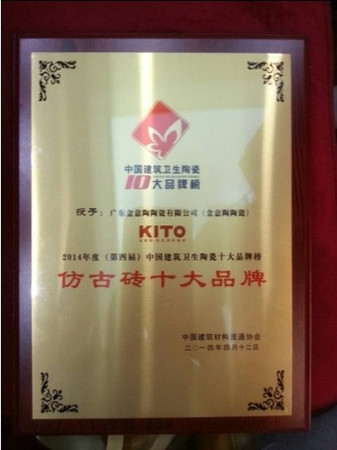 中国建筑卫生陶瓷
10大品牌榜
授予：广东金意陶陶瓷有限公司（金意陶陶瓷）
KITO
2014年度（第四届）中国建筑卫生陶瓷十大品牌榜
仿古砖十大品牌
中国建筑材料流通协会
二〇一四年四月十二日